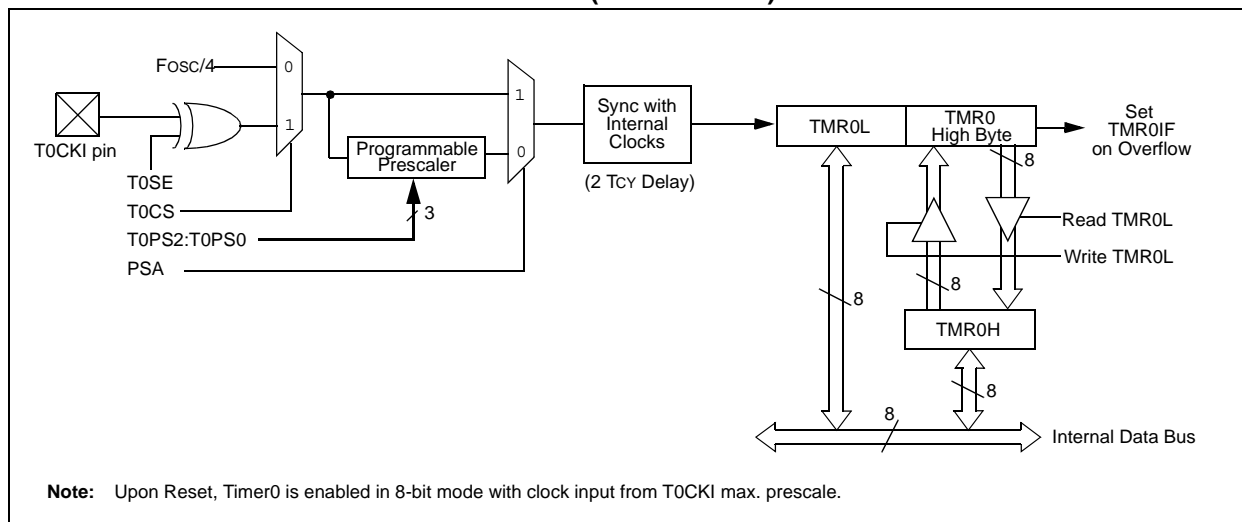 FOSC/4
0
1
T0CKI pin
T0SE
T0CS
T0PS2:T0PS0
PSA
Programmable
Prescaler
3
1
0
Sync with
Internal
Clocks
(2 TCY Delay)
TMR0L
TMR0
High Byte
Set
TMR0IF
on Overflow
8
Read TMR0L
Write TMR0L
8
8
TMR0H
8
8
Internal Data Bus
Note: Upon Reset, Timer0 is enabled in 8-bit mode with clock input from T0CKI max. prescale.